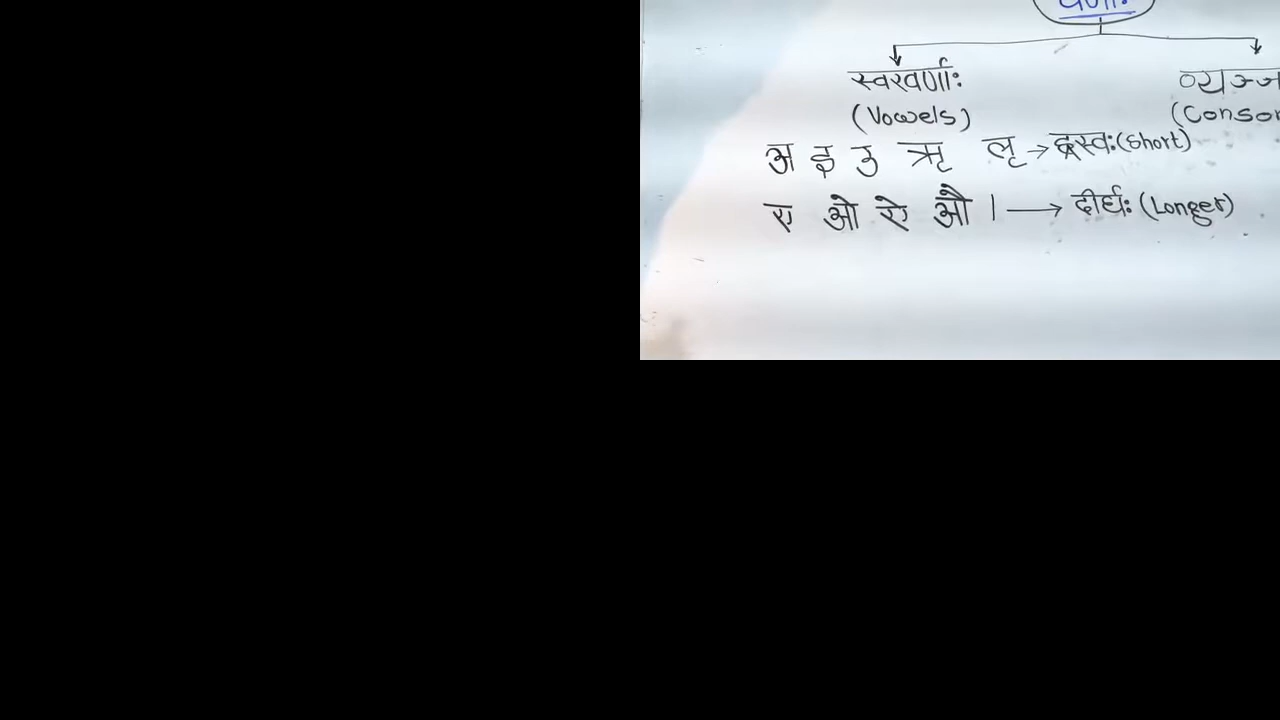 स्वरवर्णाः
(Vowels)
अ इ उ ऋ लृ → ह्रस्वः (Short)
ए ओ ऐ औ । → दीर्घः (Longer)